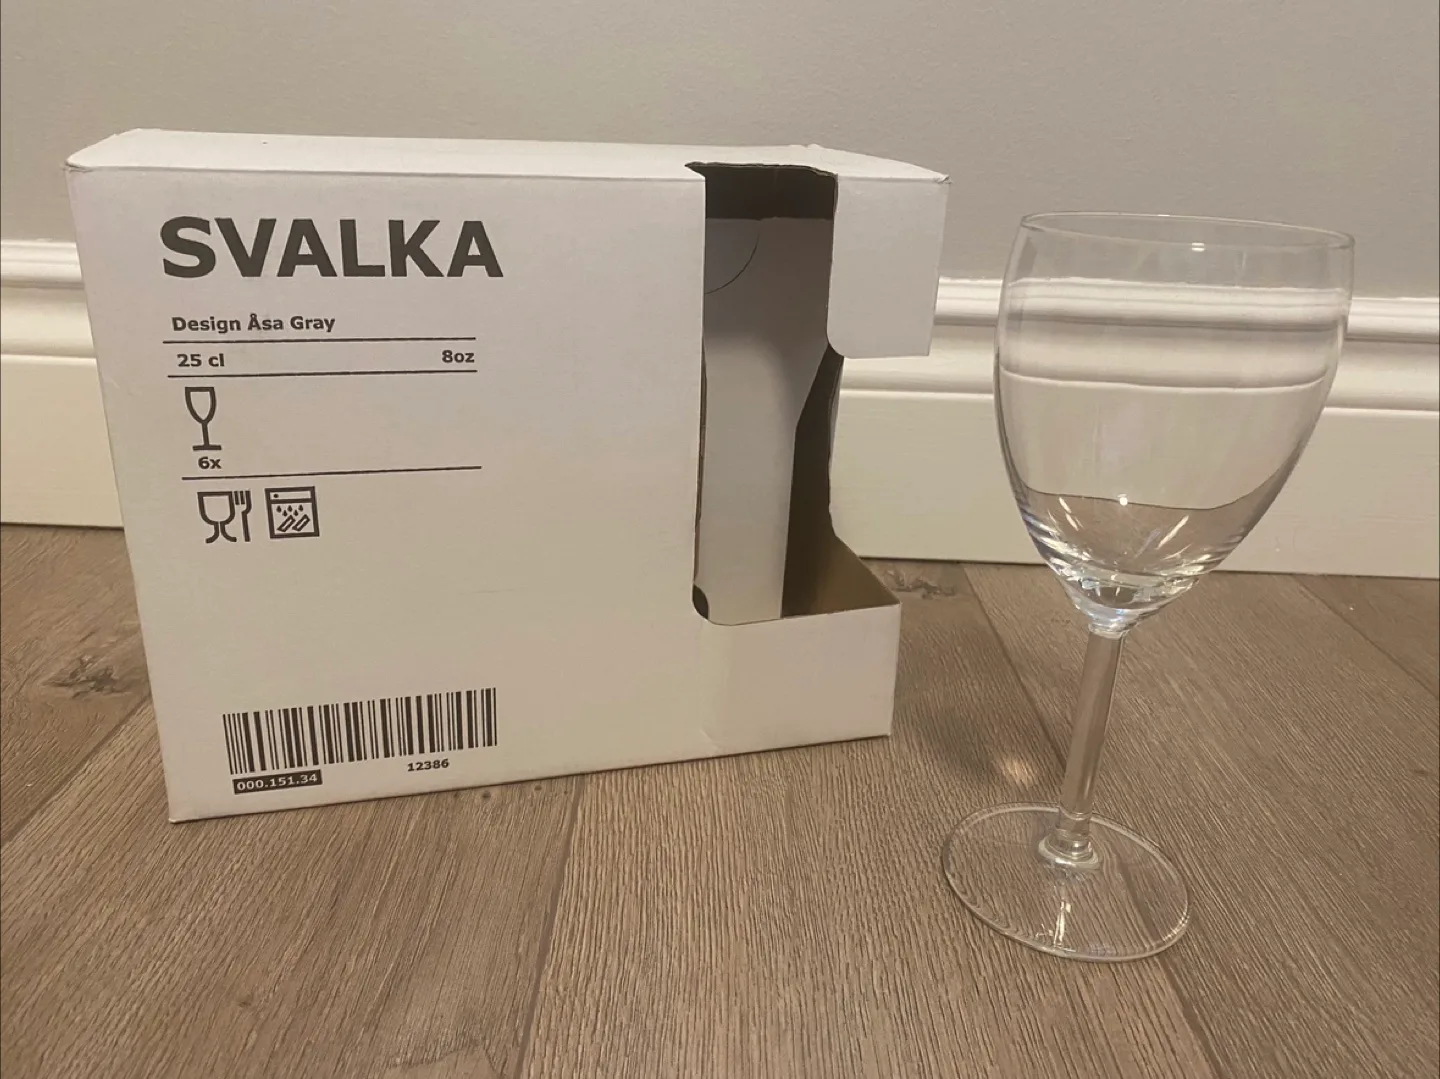 SVALKA
Design Åsa Gray
25 cl 8oz
6x
000.151.34 12386